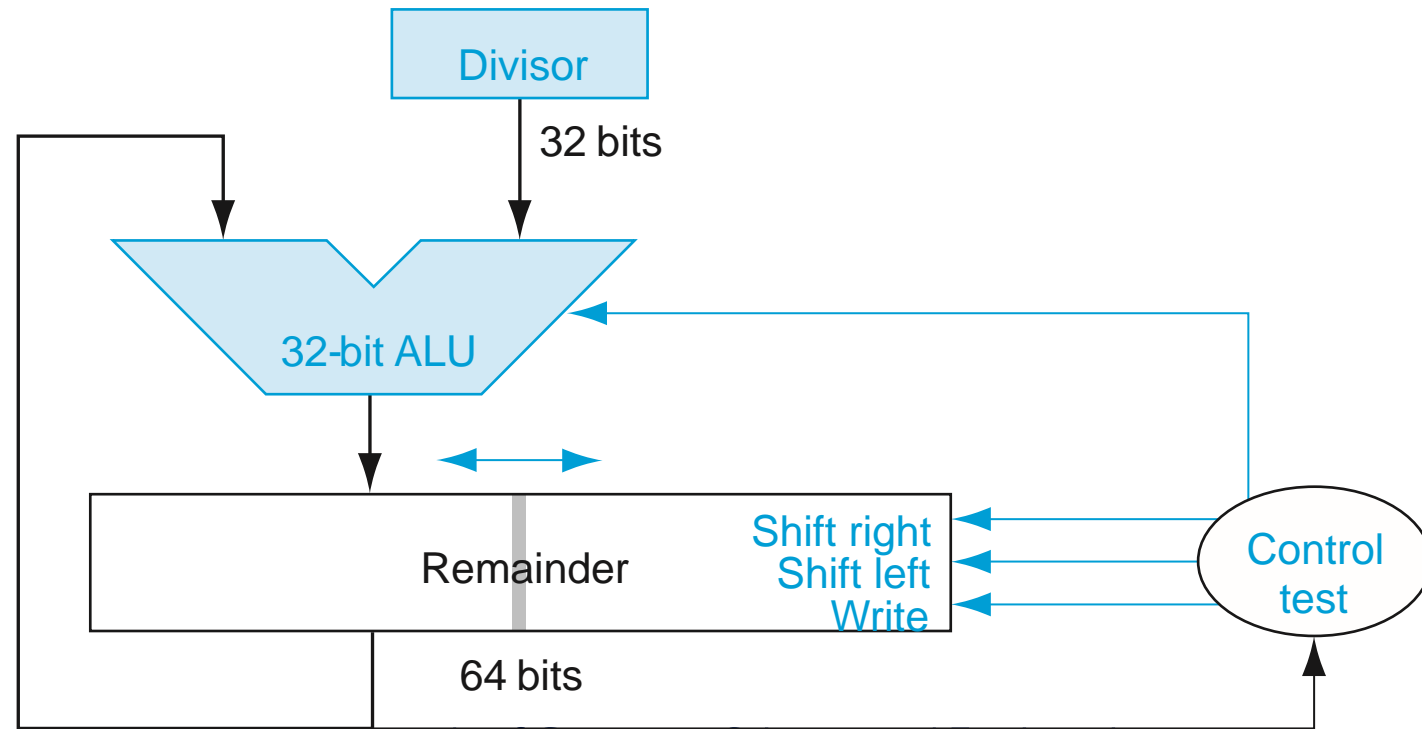 Divisor
32 bits
32-bit ALU
Remainder
Shift right
Shift left
Write
Control
test
64 bits